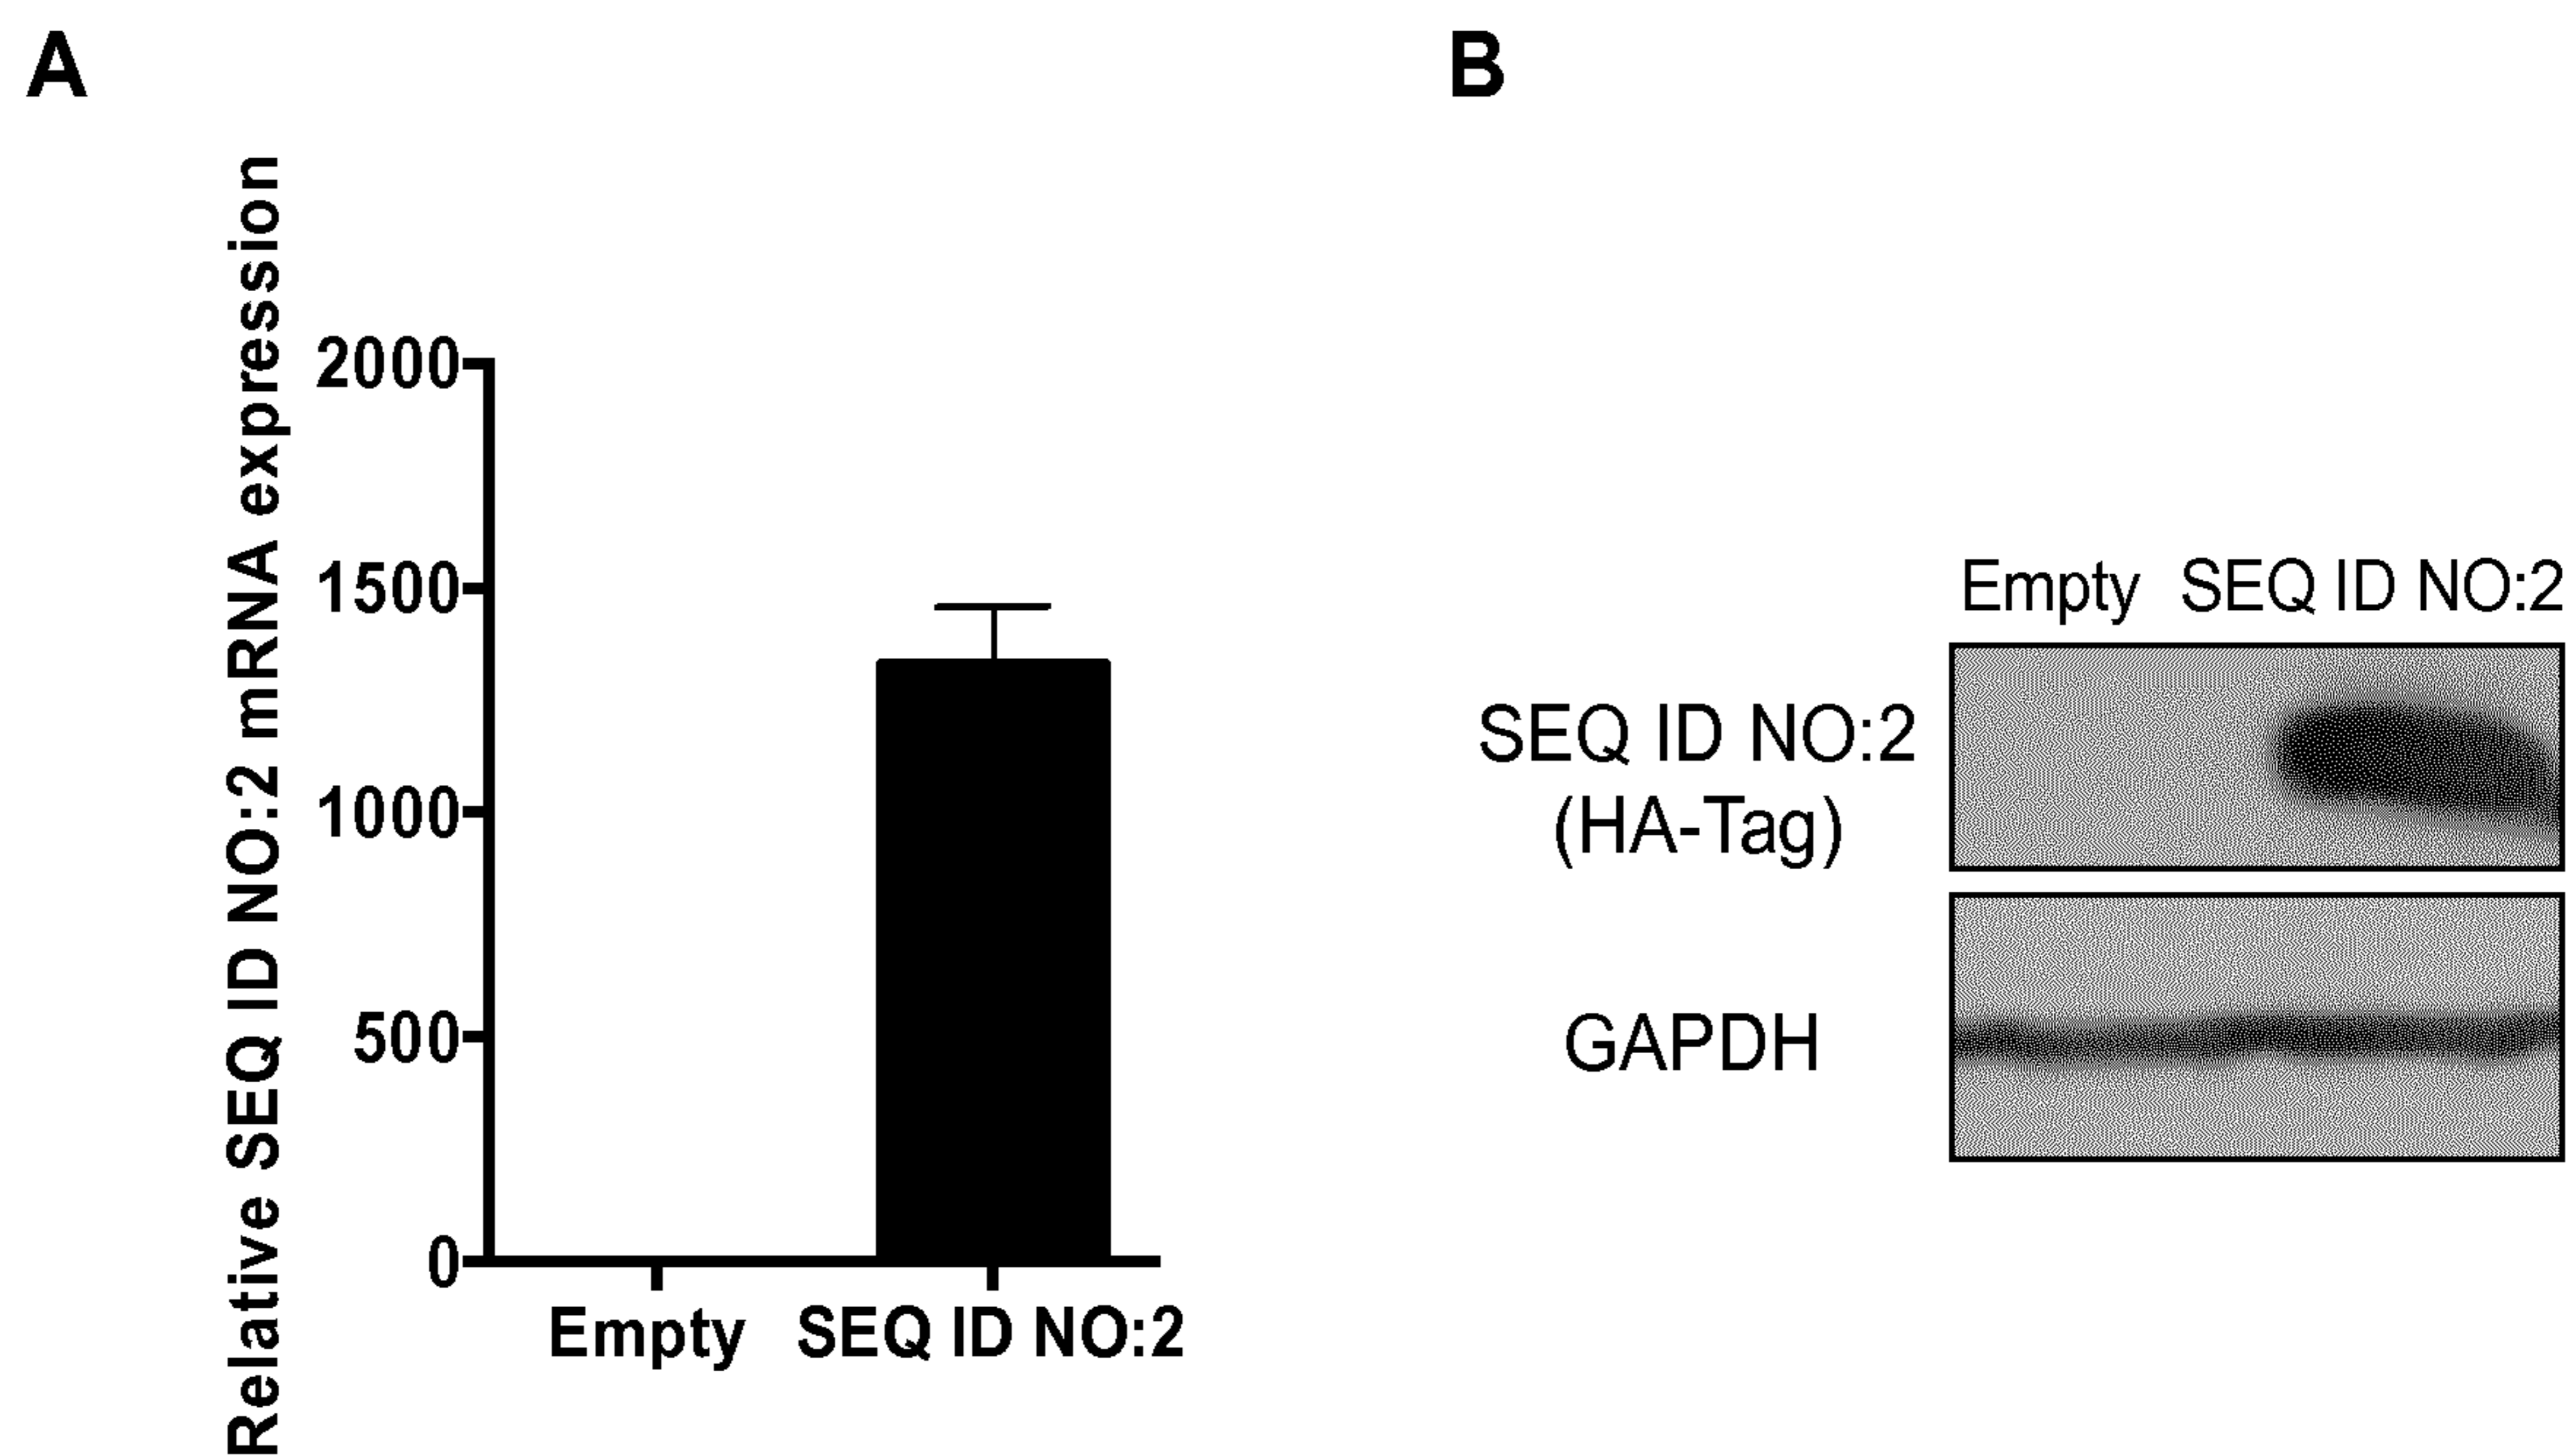 A
B
Relative SEQ ID NO:2 mRNA expression
2000
1500
1000
500
0
Empty SEQ ID NO:2
Empty SEQ ID NO:2
SEQ ID NO:2
(HA-Tag)
GAPDH